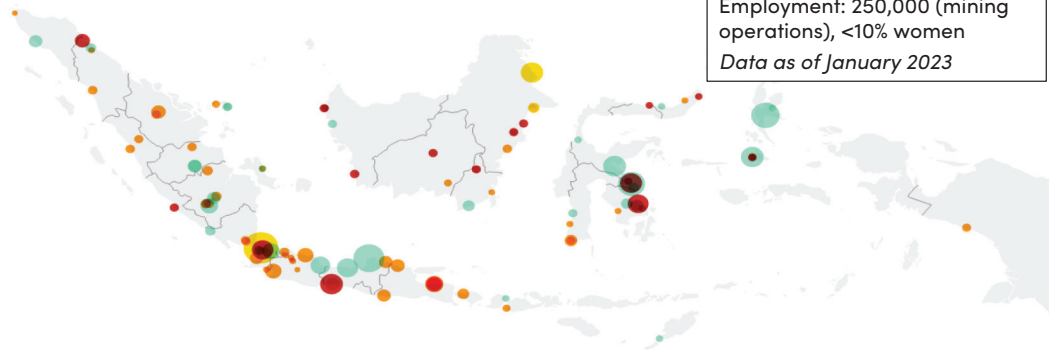 Employment: 250,000 (mining
operations), <10% women
Data as of January 2023